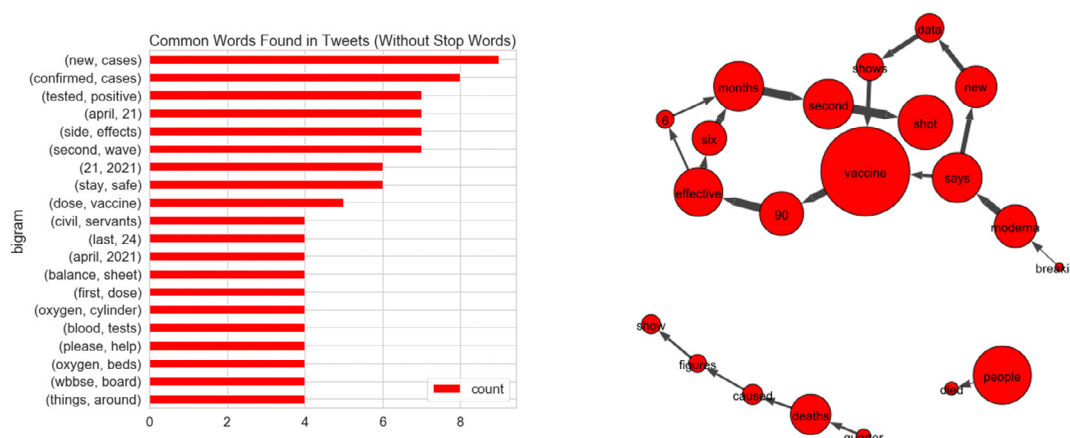 Common Words Found in Tweets (Without Stop Words)
bigram
(new, cases)
(confirmed, cases)
(tested, positive)
(april, 21)
(side, effects)
(second, wave)
(21, 2021)
(stay, safe)
(dose, vaccine)
(civil, servants)
(last, 24)
(april, 2021)
(balance, sheet)
(first, dose)
(oxygen, cylinder)
(blood, tests)
(please, help)
(oxygen, beds)
(wbbse, board)
(things, around)
count
0 2 4 6 8
data
shows
months
new
second
6
shot
six
vaccine
says
effective
90
moderna
breaki
show
figures
people
died
caused
deaths